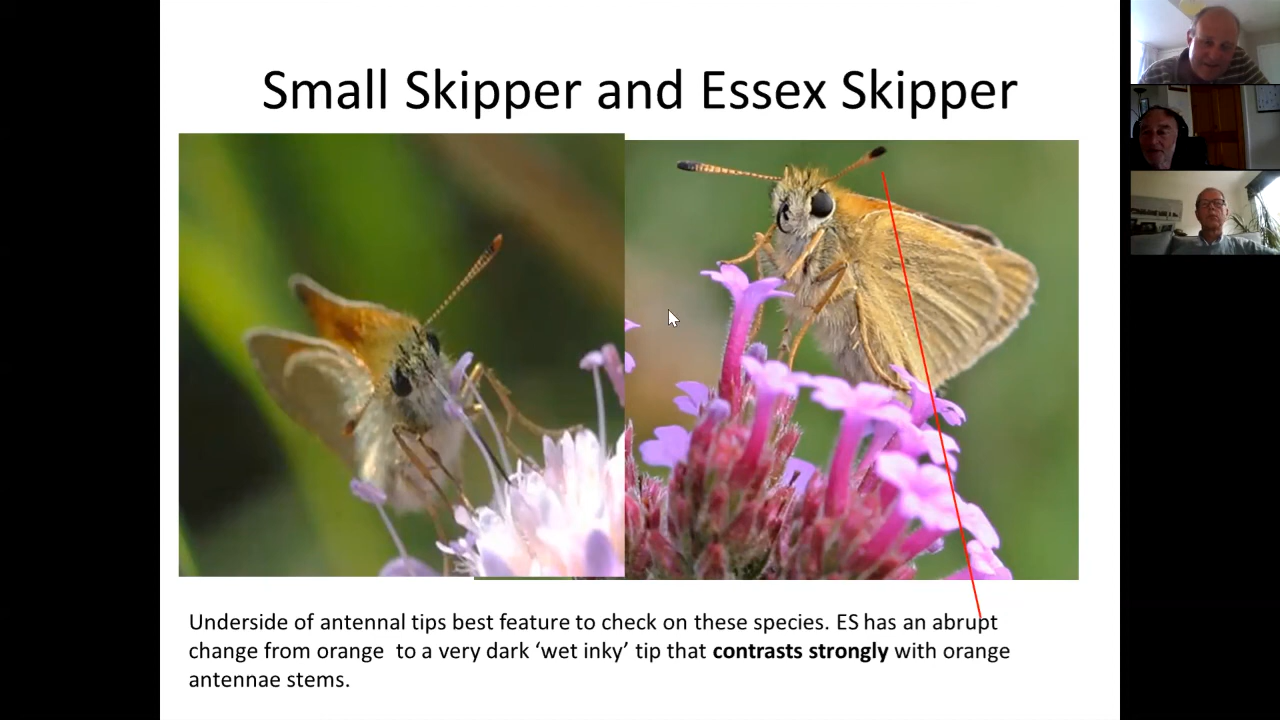 Small Skipper and Essex Skipper
Underside of antennal tips best feature to check on these species. ES has an abrupt
change from orange  to a very dark ‘wet inky’ tip that contrasts strongly with orange
antennae stems.